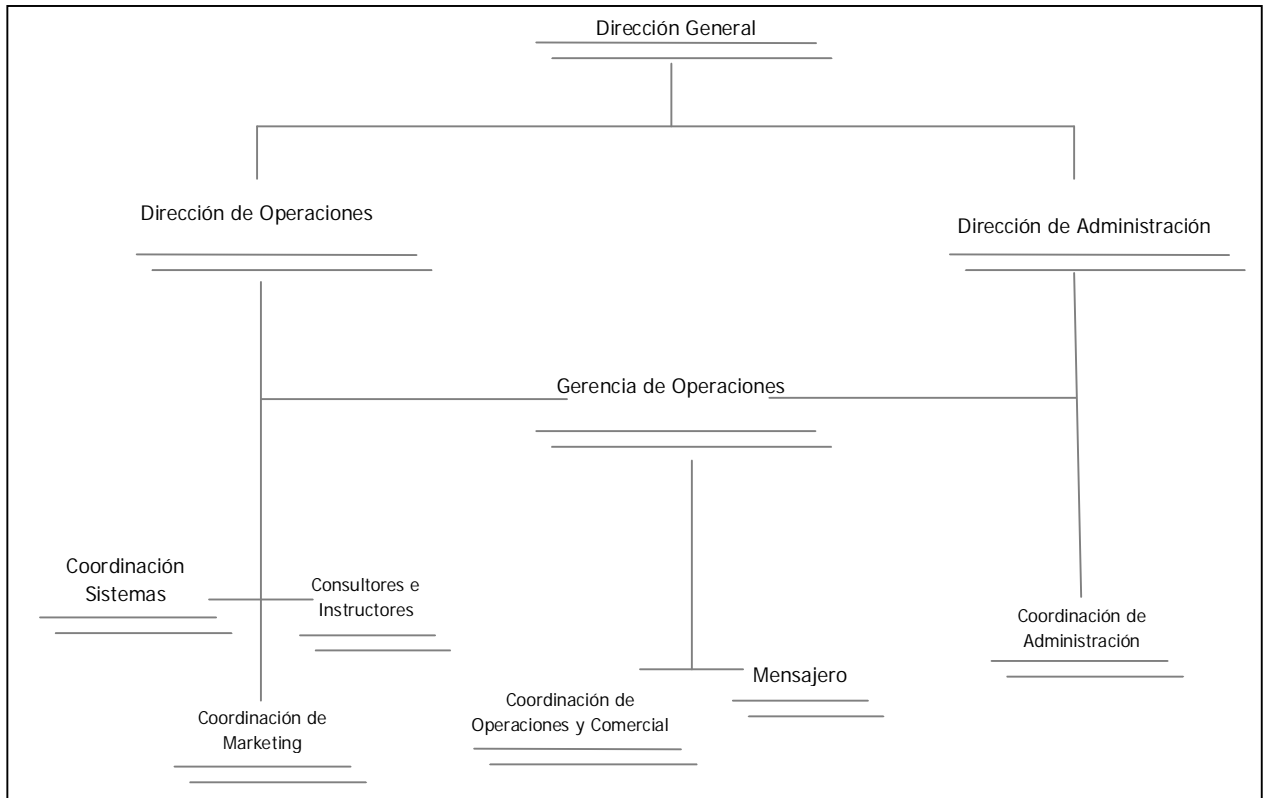 Dirección General
Dirección de Operaciones
Dirección de Administración
Gerencia de Operaciones
Coordinación
Sistemas
Consultores e
Instructores
Coordinación de
Administración
Mensajero
Coordinación de
Operaciones y Comercial
Coordinación de
Marketing